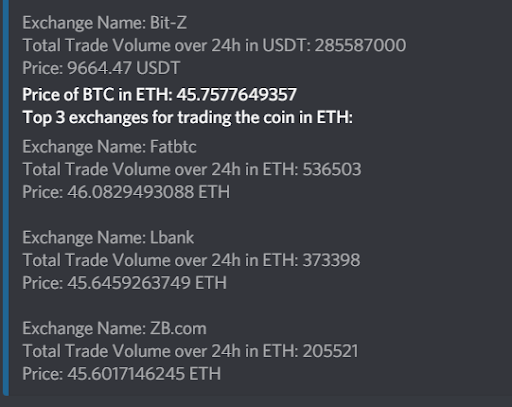 Exchange Name: Bit-Z
Total Trade Volume over 24h in USDT: 285587000
Price: 9664.47 USDT
Price of BTC in ETH: 45.7577649357
Top 3 exchanges for trading the coin in ETH:
Exchange Name: Fatbtc
Total Trade Volume over 24h in ETH: 536503
Price: 46.0829493088 ETH
Exchange Name: Lbank
Total Trade Volume over 24h in ETH: 373398
Price: 45.6459263749 ETH
Exchange Name: ZB.com
Total Trade Volume over 24h in ETH: 205521
Price: 45.6017146245 ETH